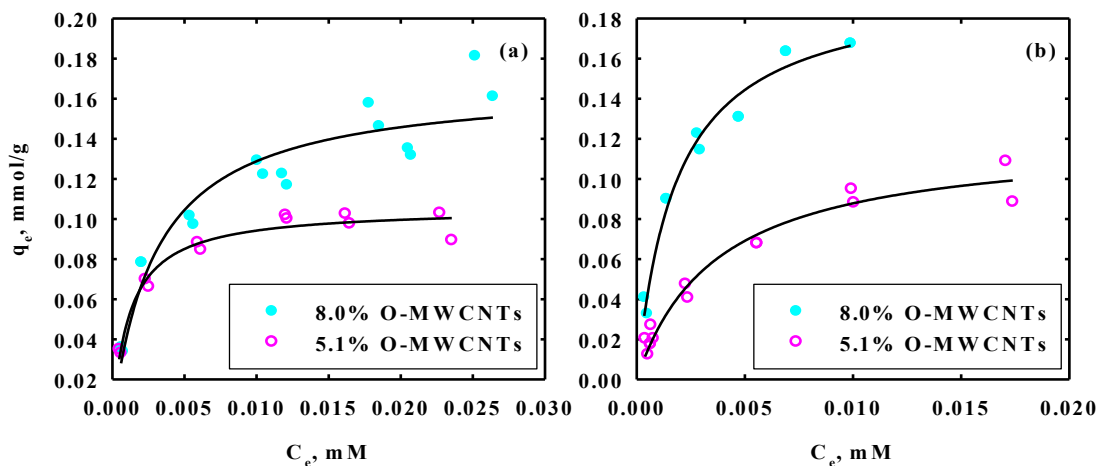 (a)
q_e, mmol/g
0.20
0.18
0.16
0.14
0.12
0.10
0.08
0.06
0.04
0.02
8.0% O-MWCNTs
5.1% O-MWCNTs
0.000 0.005 0.010 0.015 0.020 0.025 0.030
C_e, mM
(b)
0.18
0.16
0.14
0.12
0.10
0.08
0.06
0.04
0.02
0.00
8.0% O-MWCNTs
5.1% O-MWCNTs
0.000 0.005 0.010 0.015 0.020
C_e, mM